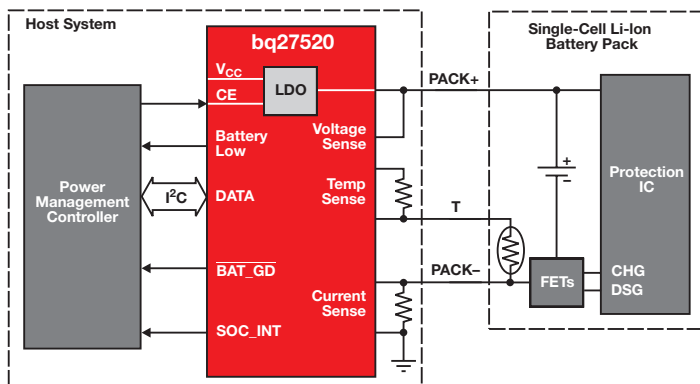 Host System
bq27520
VCC
LDO
CE
Battery
Low
Voltage
Sense
Temp
Sense
DATA
I²C
Power
Management
Controller
BAT_GD
Current
Sense
SOC_INT
PACK+
T
PACK–
Single-Cell Li-Ion
Battery Pack
+
–
Protection
IC
FETs
CHG
DSG